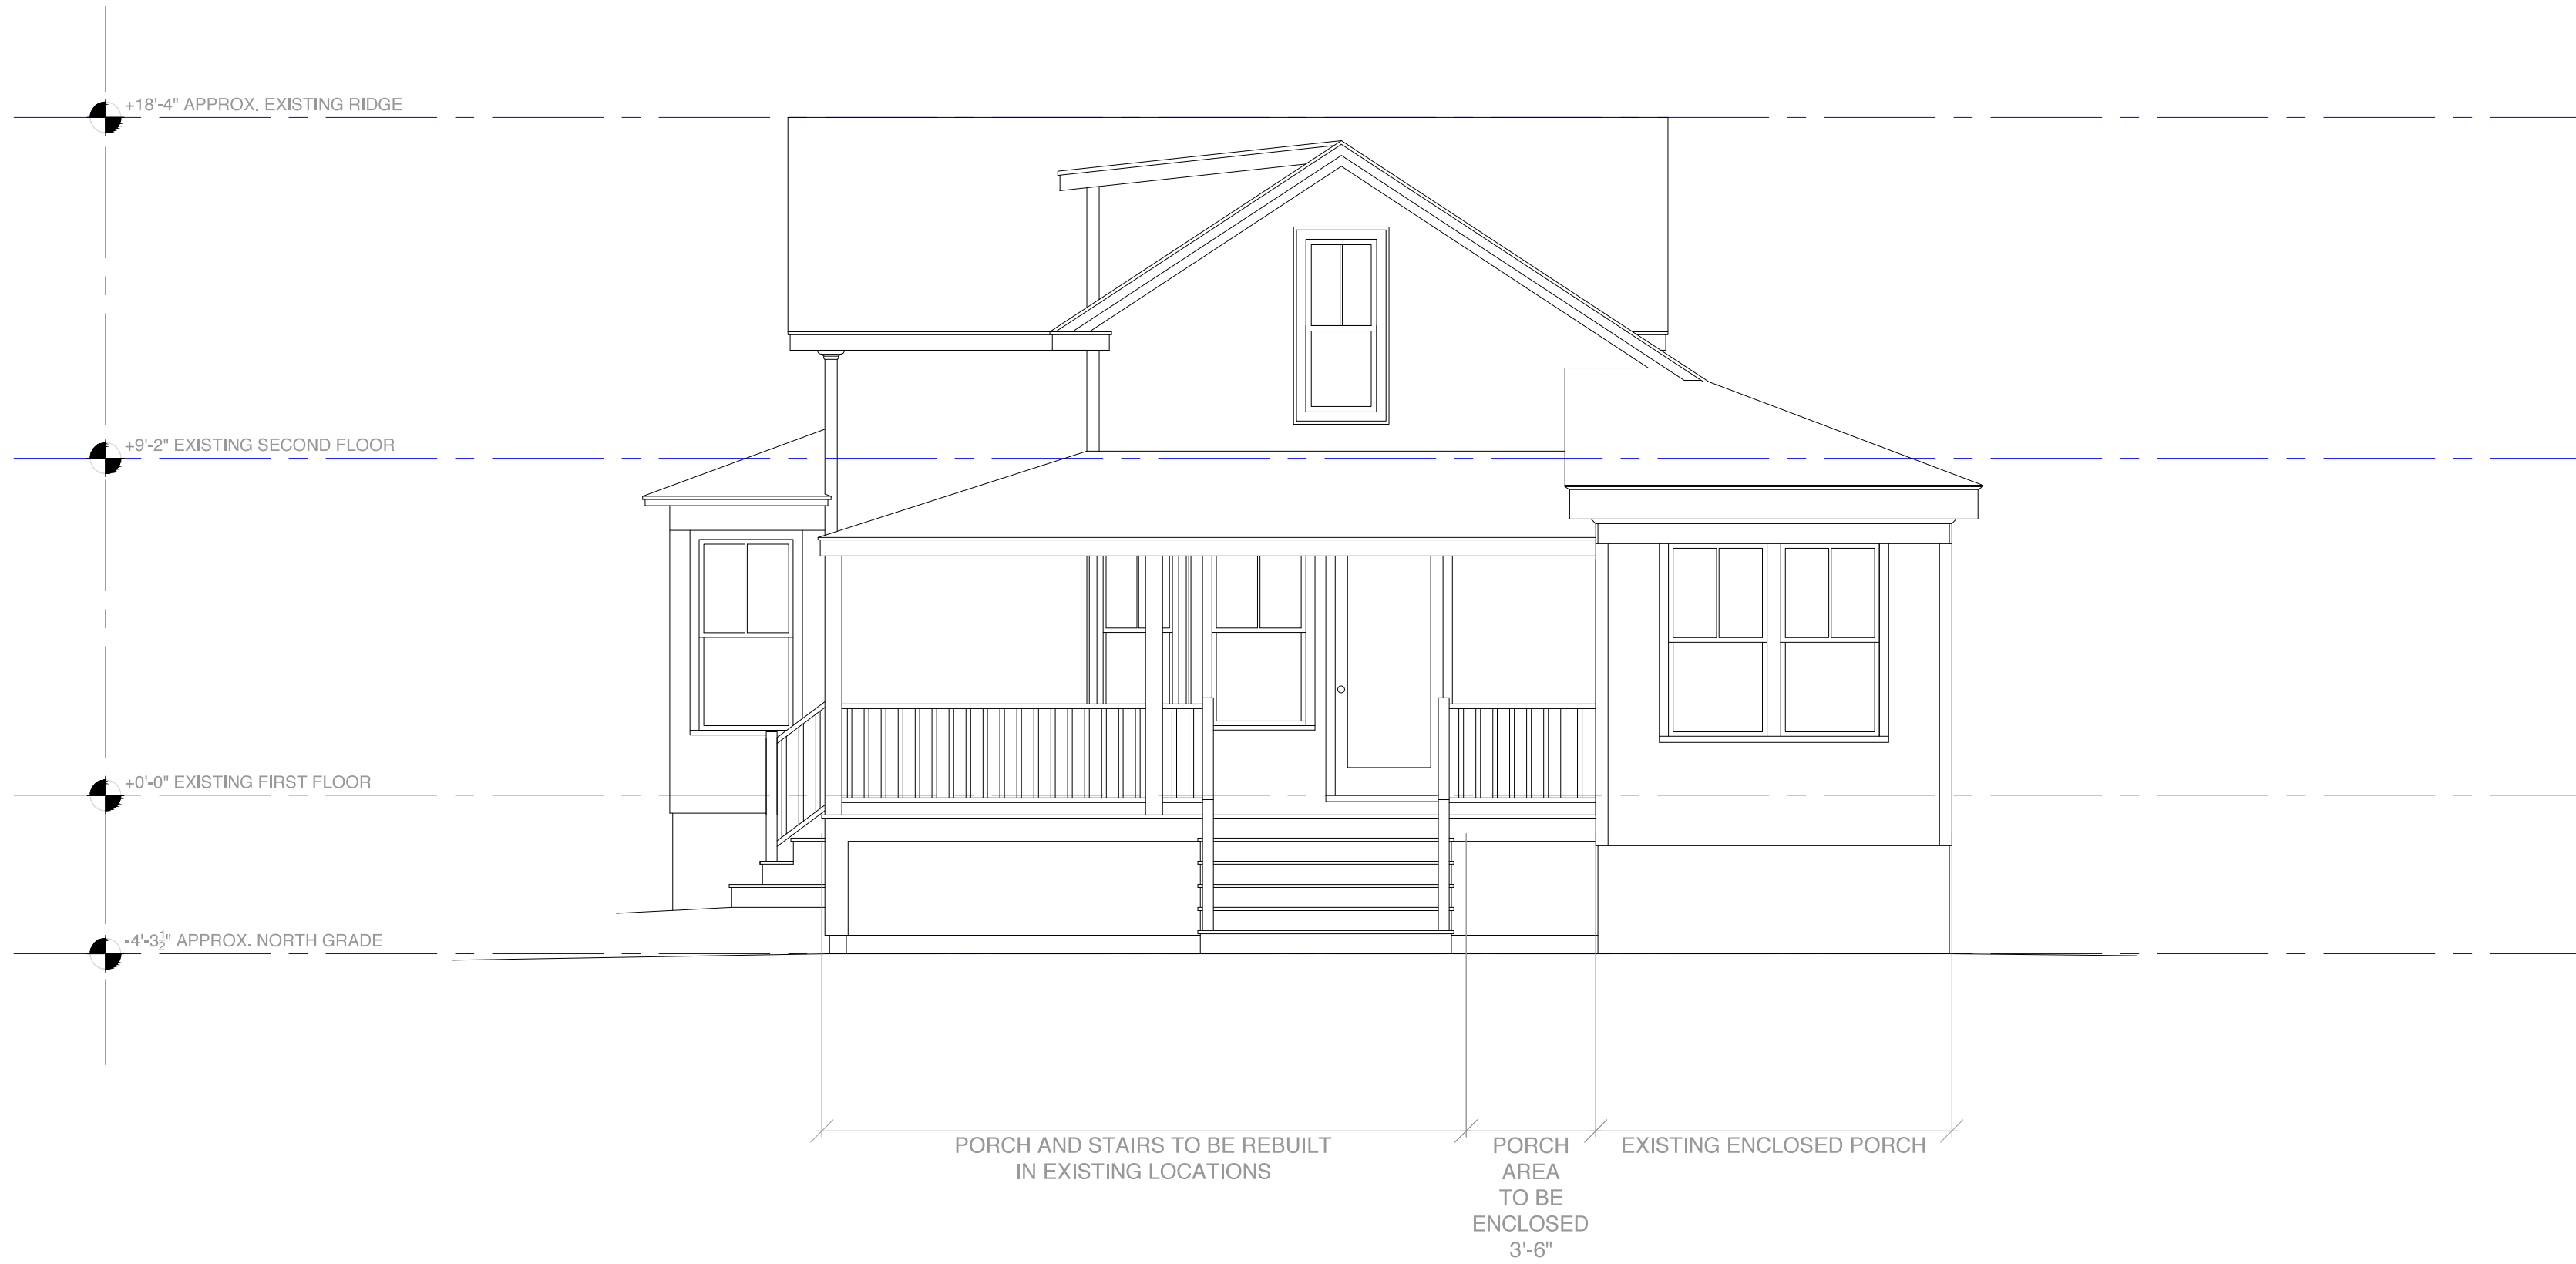 +18'-4" APPROX. EXISTING RIDGE
+9'-2" EXISTING SECOND FLOOR
+0'-0" EXISTING FIRST FLOOR
-4'-3½" APPROX. NORTH GRADE
PORCH AND STAIRS TO BE REBUILT
IN EXISTING LOCATIONS
PORCH
AREA
TO BE
ENCLOSED
3'-6"
EXISTING ENCLOSED PORCH